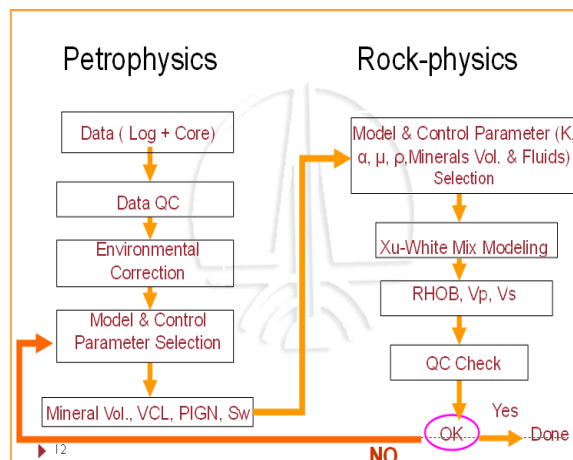 Petrophysics
Data ( Log + Core)
Data QC
Environmental
Correction
Model & Control
Parameter Selection
Mineral Vol., VCL, PIGN, Sw
Rock-physics
Model & Control Parameter (K,
α, μ, ρ,Minerals Vol. & Fluids)
Selection
Xu-White Mix Modeling
RHOB, Vp, Vs
QC Check
Yes
OK
Done
NO
12